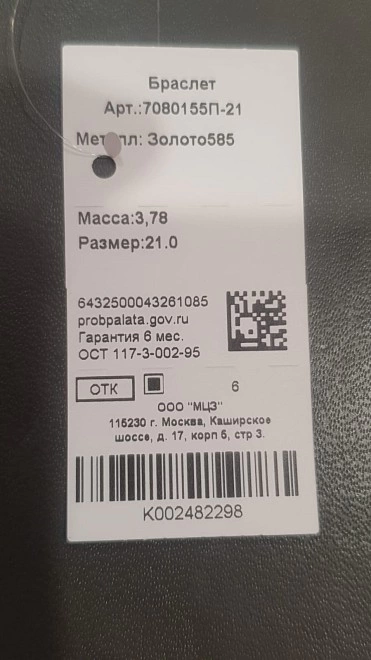 Браслет
Арт.:7080155П-21
Металл: Золото585
Масса:3,78
Размер:21.0
6432500043261085
probpalata.gov.ru
Гарантия 6 мес.
ОСТ 117-3-002-95
ОТК 6
ООО "МЦЗ"
115230 г. Москва, Каширское
шоссе, д. 17, корп 5, стр 3.
К002482298